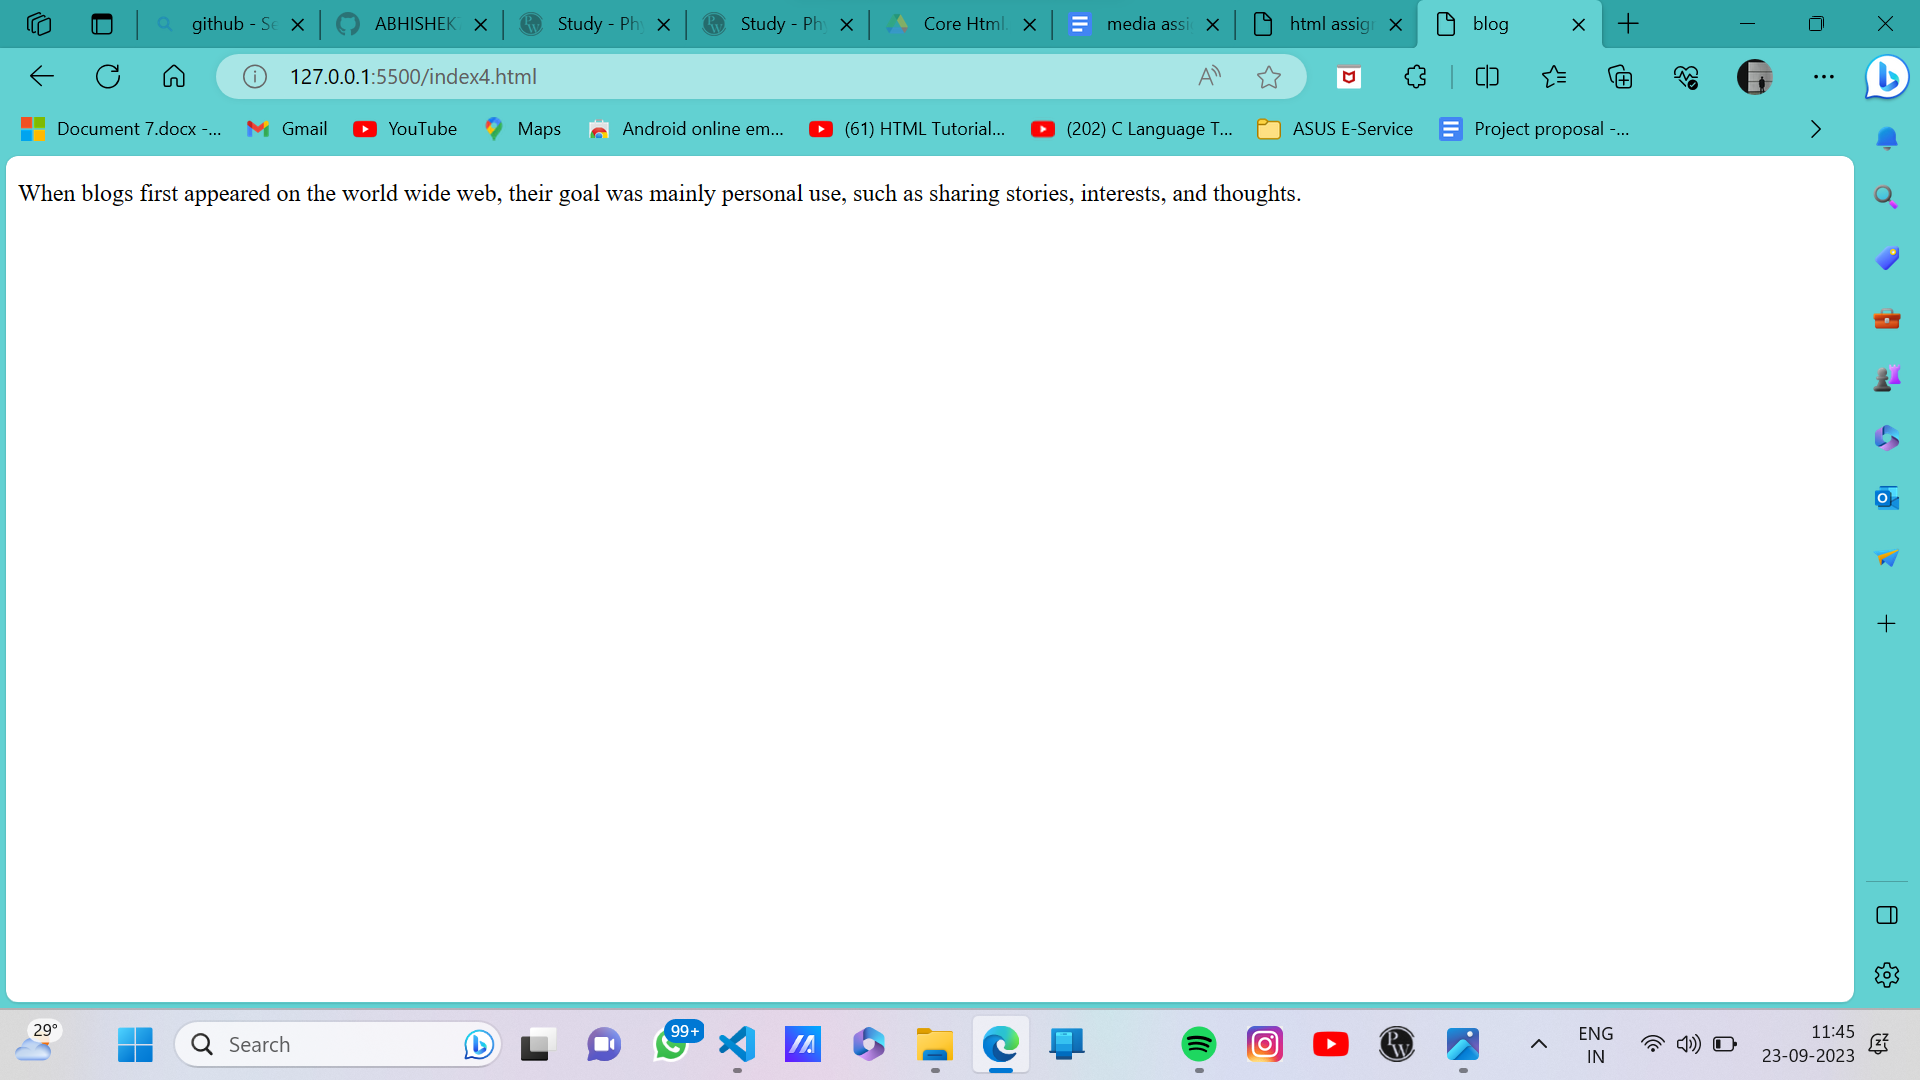 github - Se
ABHISHEK
Study - Ph
Study - Ph
Core Html.
media assi
html assig
blog
127.0.0.1:5500/index4.html
Document 7.docx -...
Gmail
YouTube
Maps
Android online em...
(61) HTML Tutorial...
(202) C Language T...
ASUS E-Service
Project proposal -...
When blogs first appeared on the world wide web, their goal was mainly personal use, such as sharing stories, interests, and thoughts.
29°
Search
99+
ENG
IN
11:45
23-09-2023